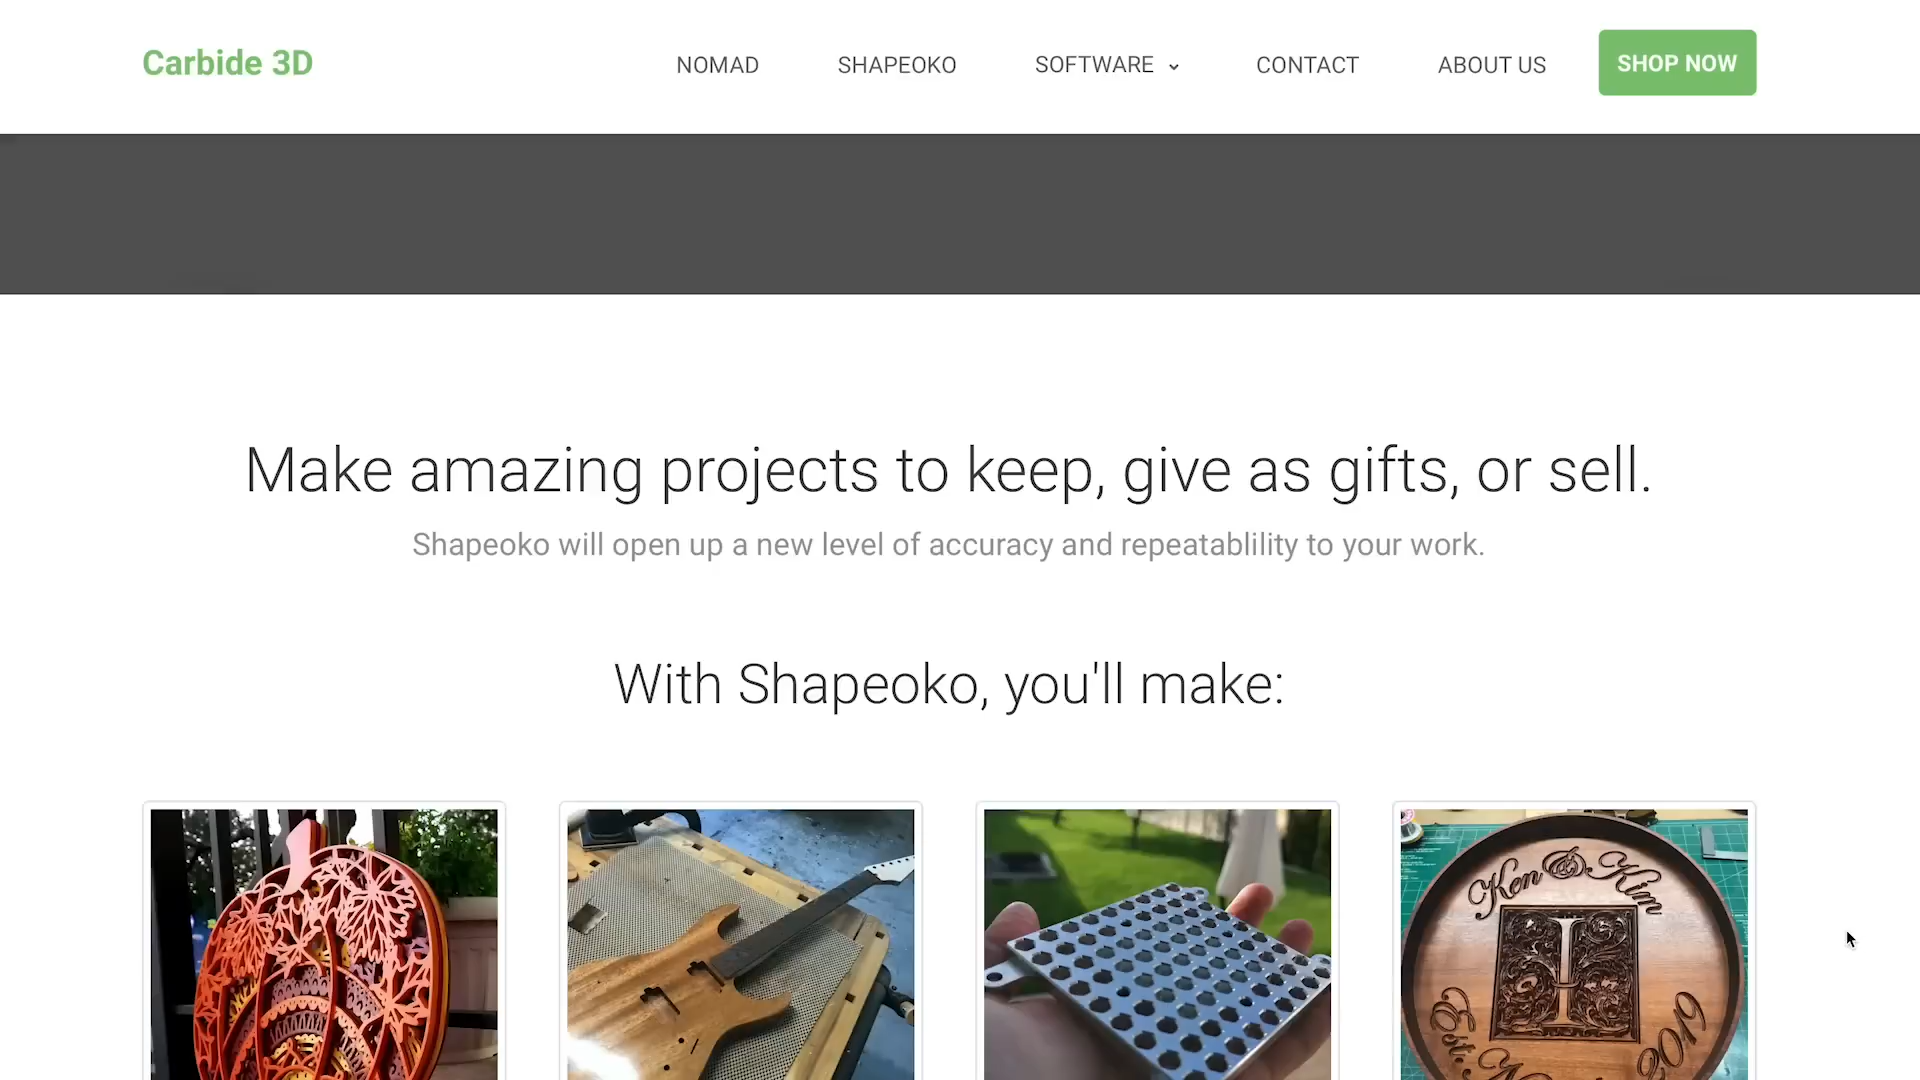 Carbide 3D
NOMAD
SHAPEOKO
SOFTWARE
CONTACT
ABOUT US
SHOP NOW
Make amazing projects to keep, give as gifts, or sell.
Shapeoko will open up a new level of accuracy and repeatablility to your work.
With Shapeoko, you'll make:
Ken & Kim
I
Est.
2019